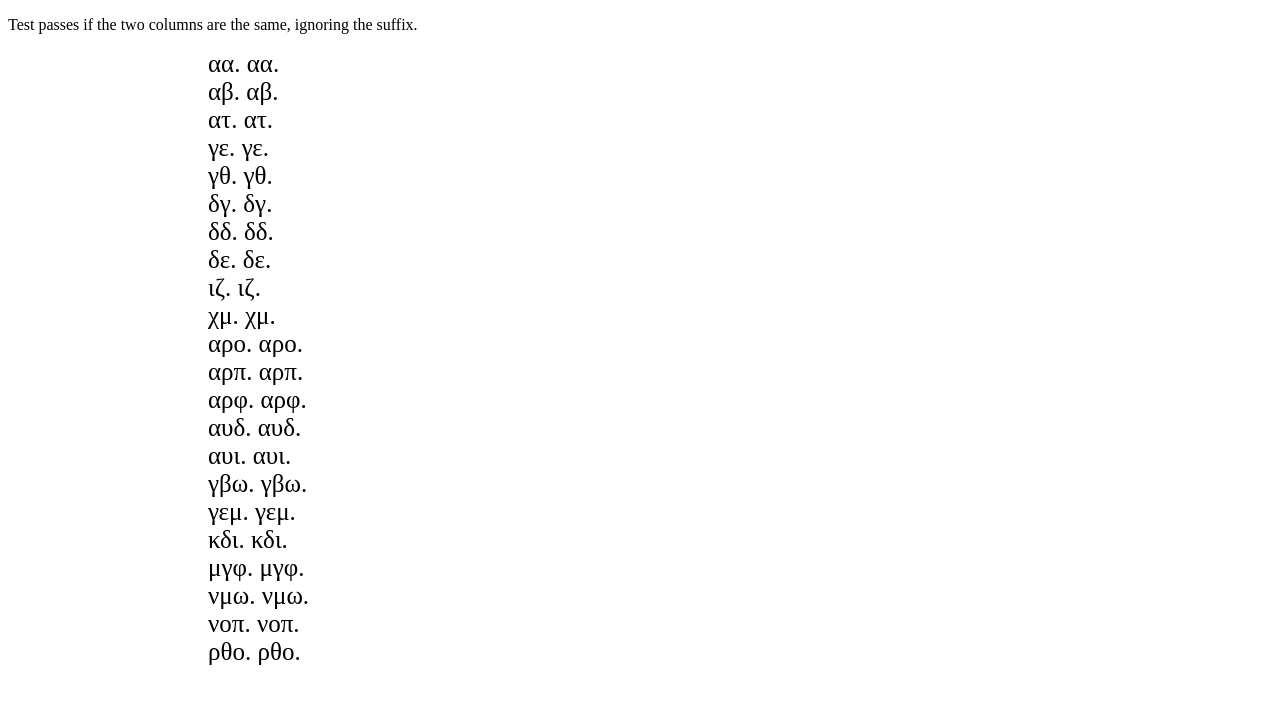 Test passes if the two columns are the same, ignoring the suffix.
αα. αα.
αβ. αβ.
ατ. ατ.
γε. γε.
γθ. γθ.
δγ. δγ.
δδ. δδ.
δε. δε.
ιζ. ιζ.
χμ. χμ.
αρο. αρο.
αρπ. αρπ.
αρφ. αρφ.
αυδ. αυδ.
αυι. αυι.
γβω. γβω.
γεμ. γεμ.
κδι. κδι.
μγφ. μγφ.
νμω. νμω.
νοπ. νοπ.
ρθο. ρθο.